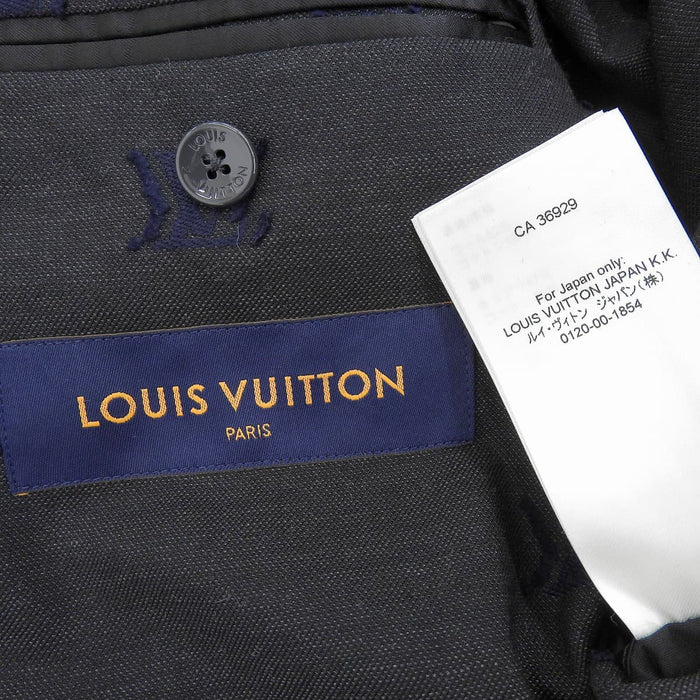 LOUIS
VUITTON
LOUIS VUITTON
PARIS
CA 36929
For Japan only:
LOUIS VUITTON JAPAN K.K.
ルイ・ヴィトン ジャパン(株)
0120-00-1854